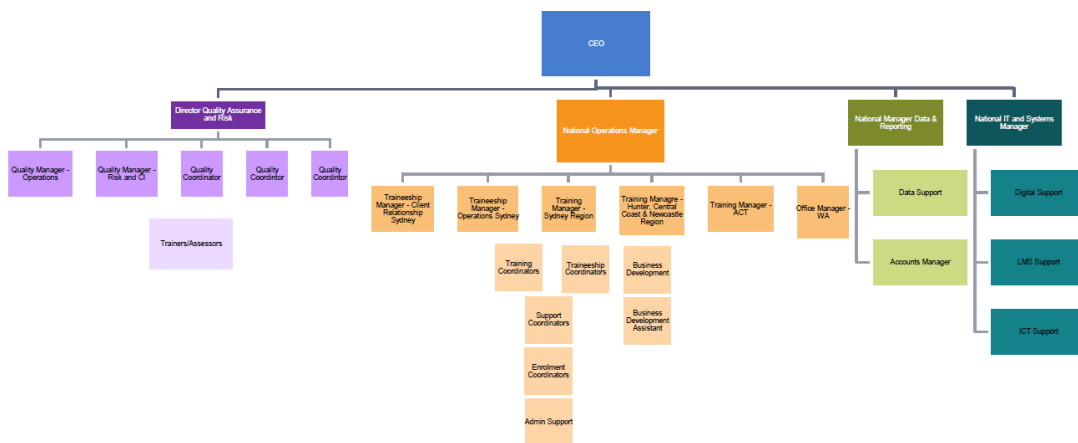 CEO
Director Quality Assurance
and Risk
National Operations Manager
National Manager Data &
Reporting
National IT and Systems
Manager
Quality Manager -
Operations
Quality Manager
- Risk and CI
Quality
Coordinator
Quality
Coordintor
Quality
Coordintor
Traineeship
Manager - Client
Relationship
Sydney
Traineeship
Manager -
Operations Sydney
Training
Manager -
Sydney Region
Training Managre -
Hunter, Central
Coast & Newcastle
Region
Training Manager -
ACT
Office Manager -
WA
Data Support
Digital Support
Trainers/Assessors
Training
Coordinators
Traineeship
Coordinators
Business
Development
Accounts Manager
LMS Support
Support
Coordinators
Business
Development
Assistant
ICT Support
Enrolment
Coordinators
Admin Support